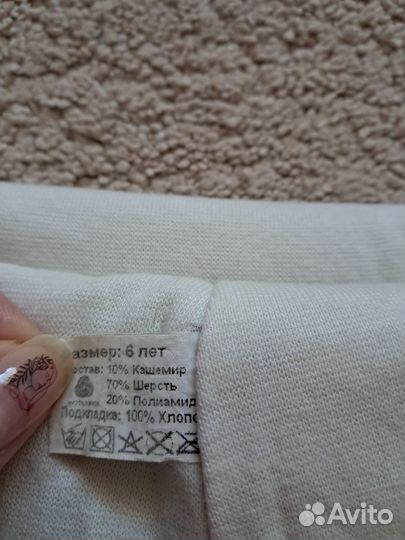 азмер: 6 лет
остав: 10% Кашемир
70% Шерсть
20% Полиамид
Подкладка: 100% Хлопо
Avito